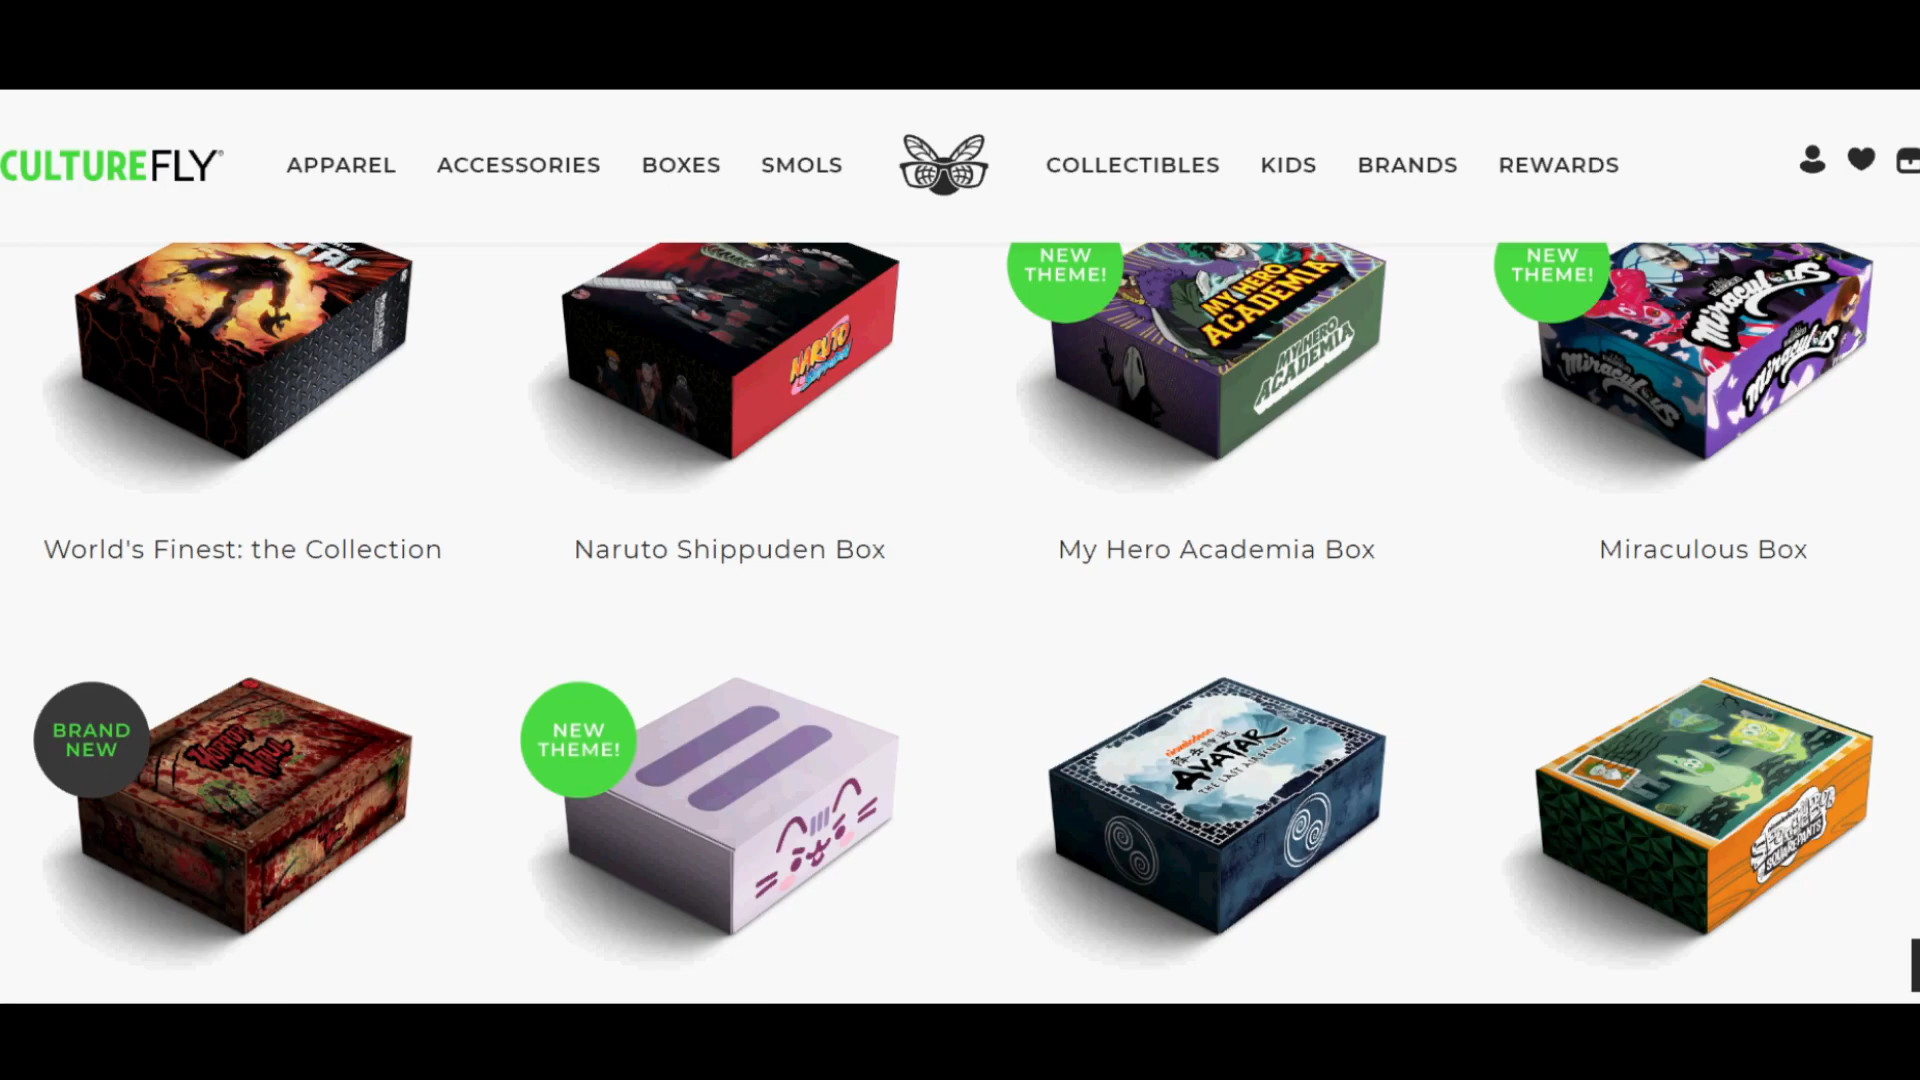 CULTUREFLY®
APPAREL
ACCESSORIES
BOXES
SMOLS
COLLECTIBLES
KIDS
BRANDS
REWARDS
NARUTO
NEW
THEME!
MY HERO
ACADEMIA
MY HERO
ACADEMIA
NEW
THEME!
Miraculous
Miraculous
Miraculous
World's Finest: the Collection
Naruto Shippuden Box
My Hero Academia Box
Miraculous Box
BRAND
NEW
NEW
THEME!
nickelodeon
AVATAR
THE LAST AIRBENDER
SQUAREPANTS